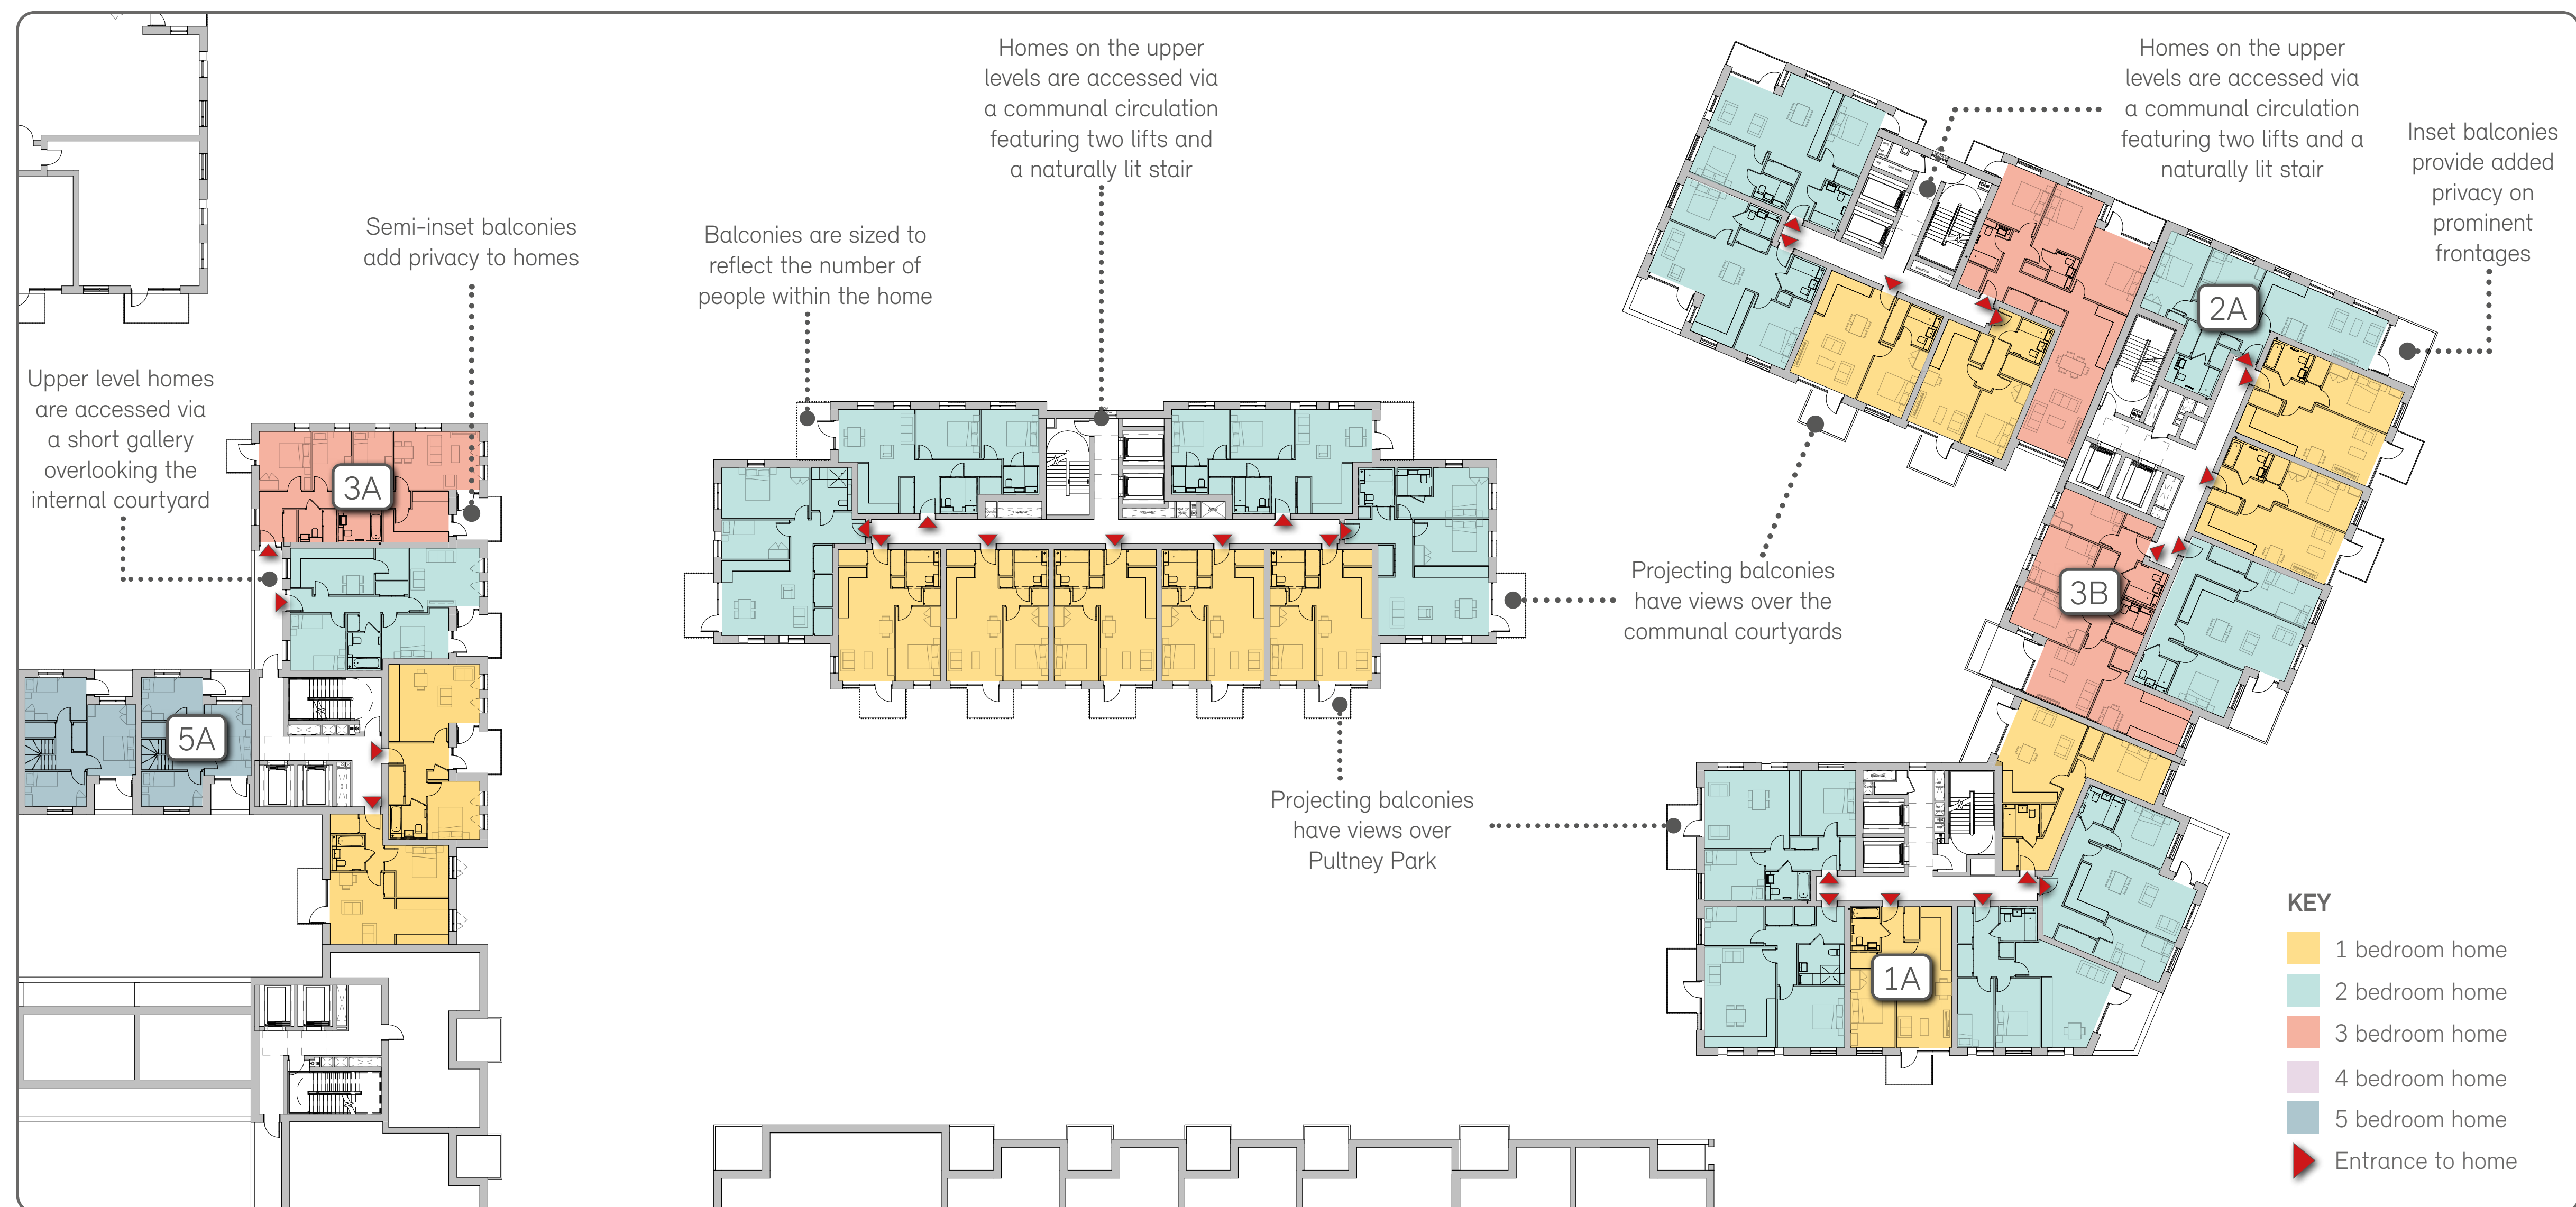 Homes on the upper
levels are accessed via
a communal circulation
featuring two lifts and
a naturally lit stair
Homes on the upper
levels are accessed via
a communal circulation
featuring two lifts and a
naturally lit stair
Inset balconies
provide added
privacy on
prominent
frontages
Semi-inset balconies
add privacy to homes
Balconies are sized to
reflect the number of
people within the home
Upper level homes
are accessed via
a short gallery
overlooking the
internal courtyard
2A
3A
3B
5A
1A
Projecting balconies
have views over the
communal courtyards
Projecting balconies
have views over
Pultney Park
KEY
1 bedroom home
2 bedroom home
3 bedroom home
4 bedroom home
5 bedroom home
Entrance to home